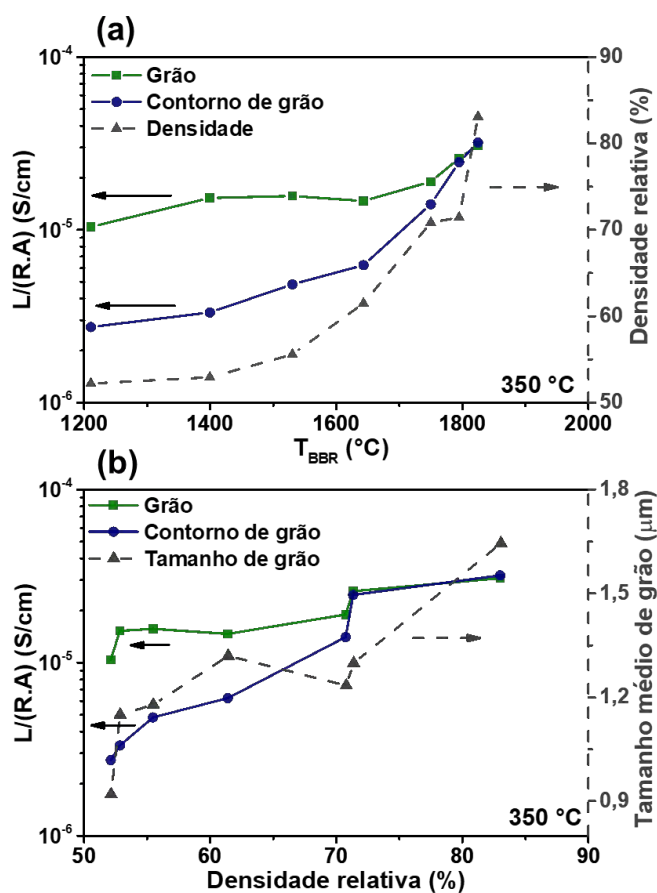 (a)
10⁻⁴
90
Grão
Contorno de grão
Densidade
80
L/(R.A) (S/cm)
10⁻⁵
70
Densidade relativa (%)
60
350 °C
10⁻⁶
50
1200 1400 1600 1800 2000
T_BBR (°C)
(b)
10⁻⁴
1,8
Grão
Contorno de grão
Tamanho de grão
1,5
L/(R.A) (S/cm)
10⁻⁵
1,2
Tamanho médio de grão (μm)
0,9
350 °C
10⁻⁶
50 60 70 80 90
Densidade relativa (%)